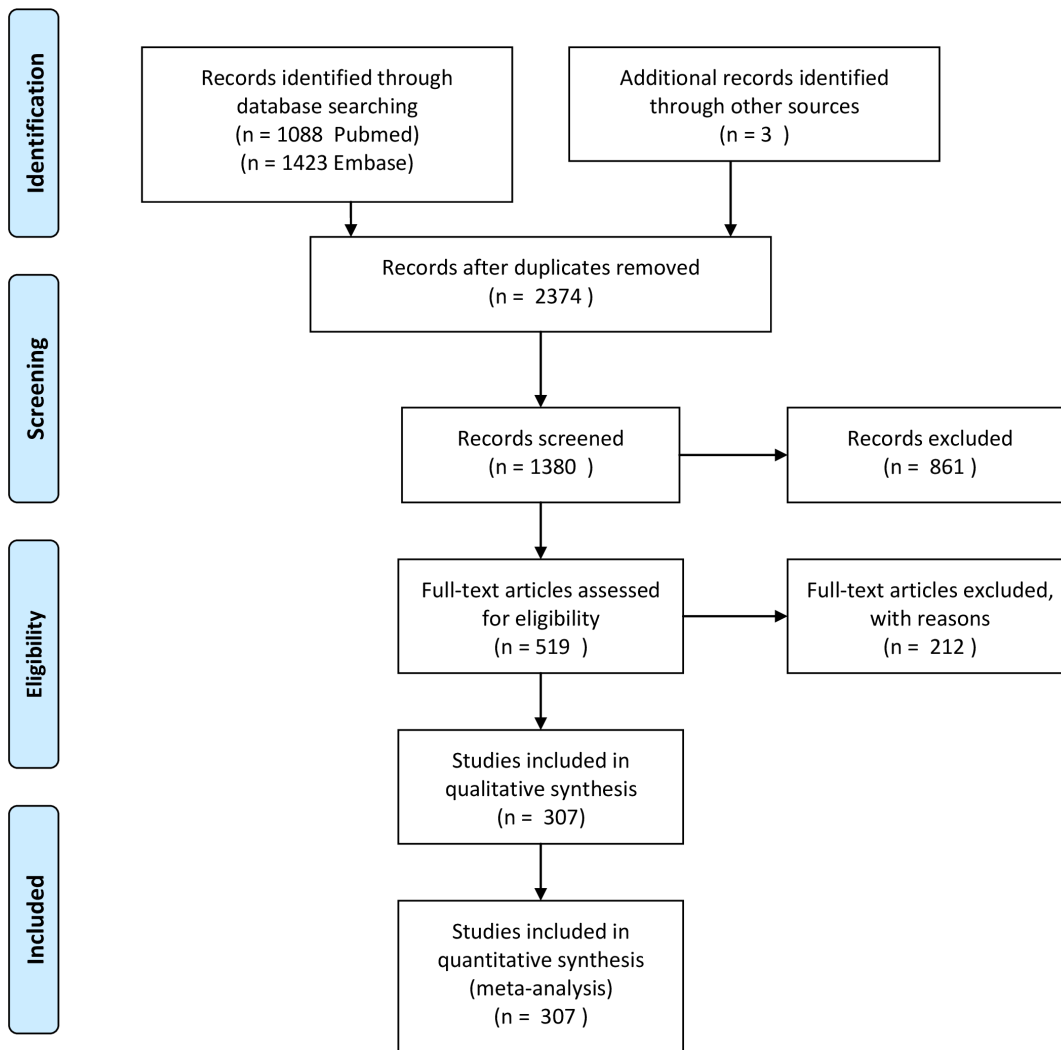 Identification
Records identified through
database searching
(n = 1088 Pubmed)
(n = 1423 Embase)
Additional records identified
through other sources
(n = 3 )
Records after duplicates removed
(n = 2374 )
Screening
Records screened
(n = 1380 )
Records excluded
(n = 861 )
Eligibility
Full-text articles assessed
for eligibility
(n = 519 )
Full-text articles excluded,
with reasons
(n = 212 )
Studies included in
qualitative synthesis
(n = 307)
Included
Studies included in
quantitative synthesis
(meta-analysis)
(n = 307 )